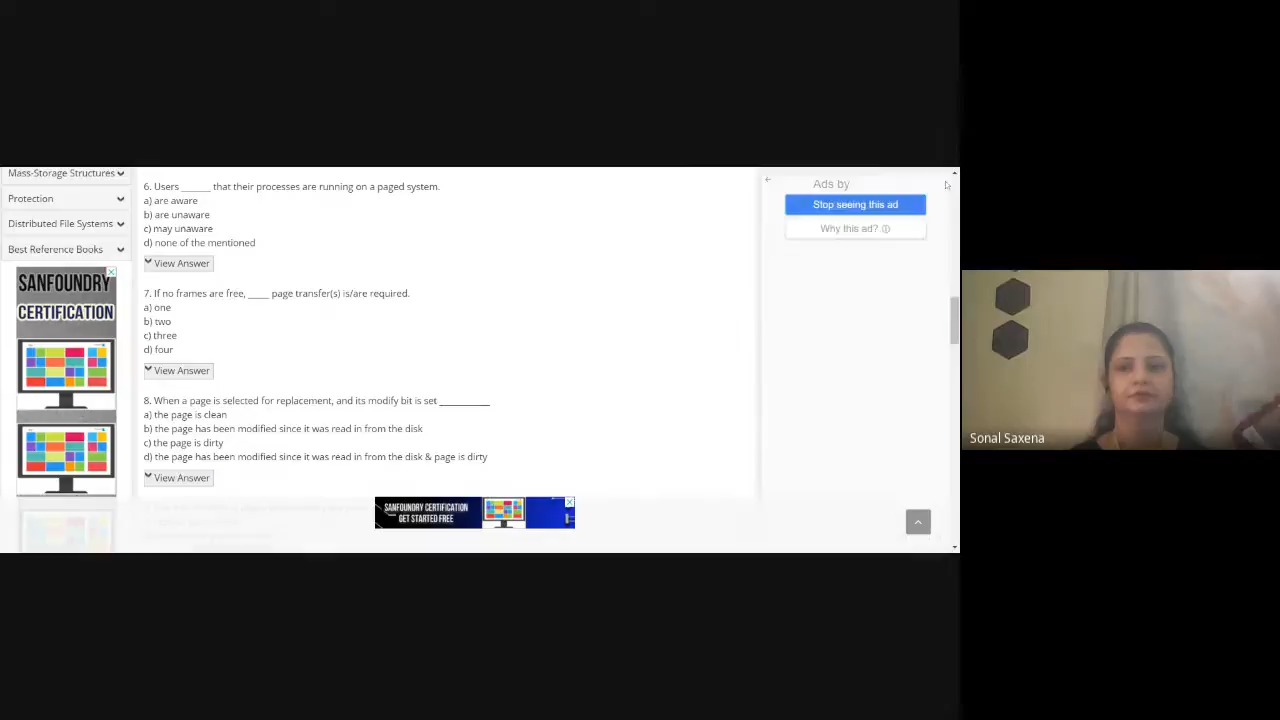 Mass-Storage Structures
Protection
Distributed File Systems
Best Reference Books
SANFOUNDRY
CERTIFICATION
6. Users ______ that their processes are running on a paged system.
a) are aware
b) are unaware
c) may unaware
d) none of the mentioned
View Answer
7. If no frames are free, _____ page transfer(s) is/are required.
a) one
b) two
c) three
d) four
View Answer
8. When a page is selected for replacement, and its modify bit is set ___________
a) the page is clean
b) the page has been modified since it was read in from the disk
c) the page is dirty
d) the page has been modified since it was read in from the disk & page is dirty
View Answer
SANFOUNDRY CERTIFICATION
GET STARTED FREE
Ads by
Stop seeing this ad
Why this ad?
Sonal Saxena